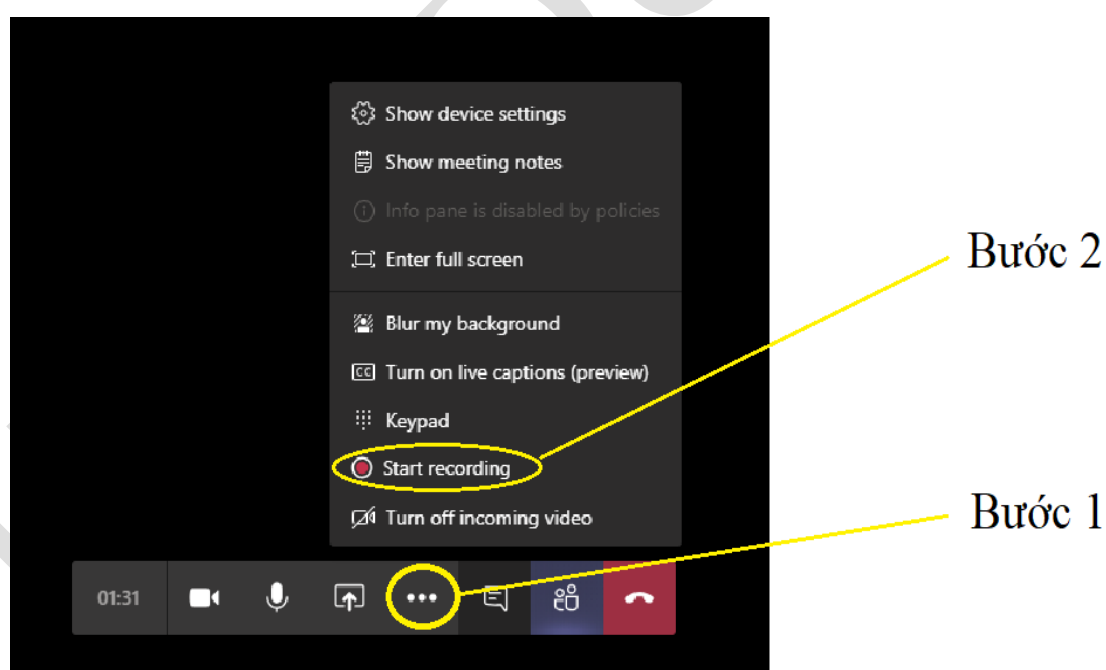 Show device settings
Show meeting notes
Info pane is disabled by policies
Enter full screen
Blur my background
CC Turn on live captions (preview)
Keypad
Start recording
Turn off incoming video
Bước 2
Bước 1
01:31